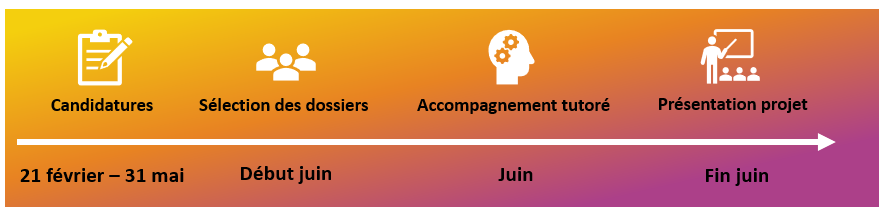 Candidatures
Sélection des dossiers
Accompagnement tutoré
Présentation projet
21 février – 31 mai
Début juin
Juin
Fin juin